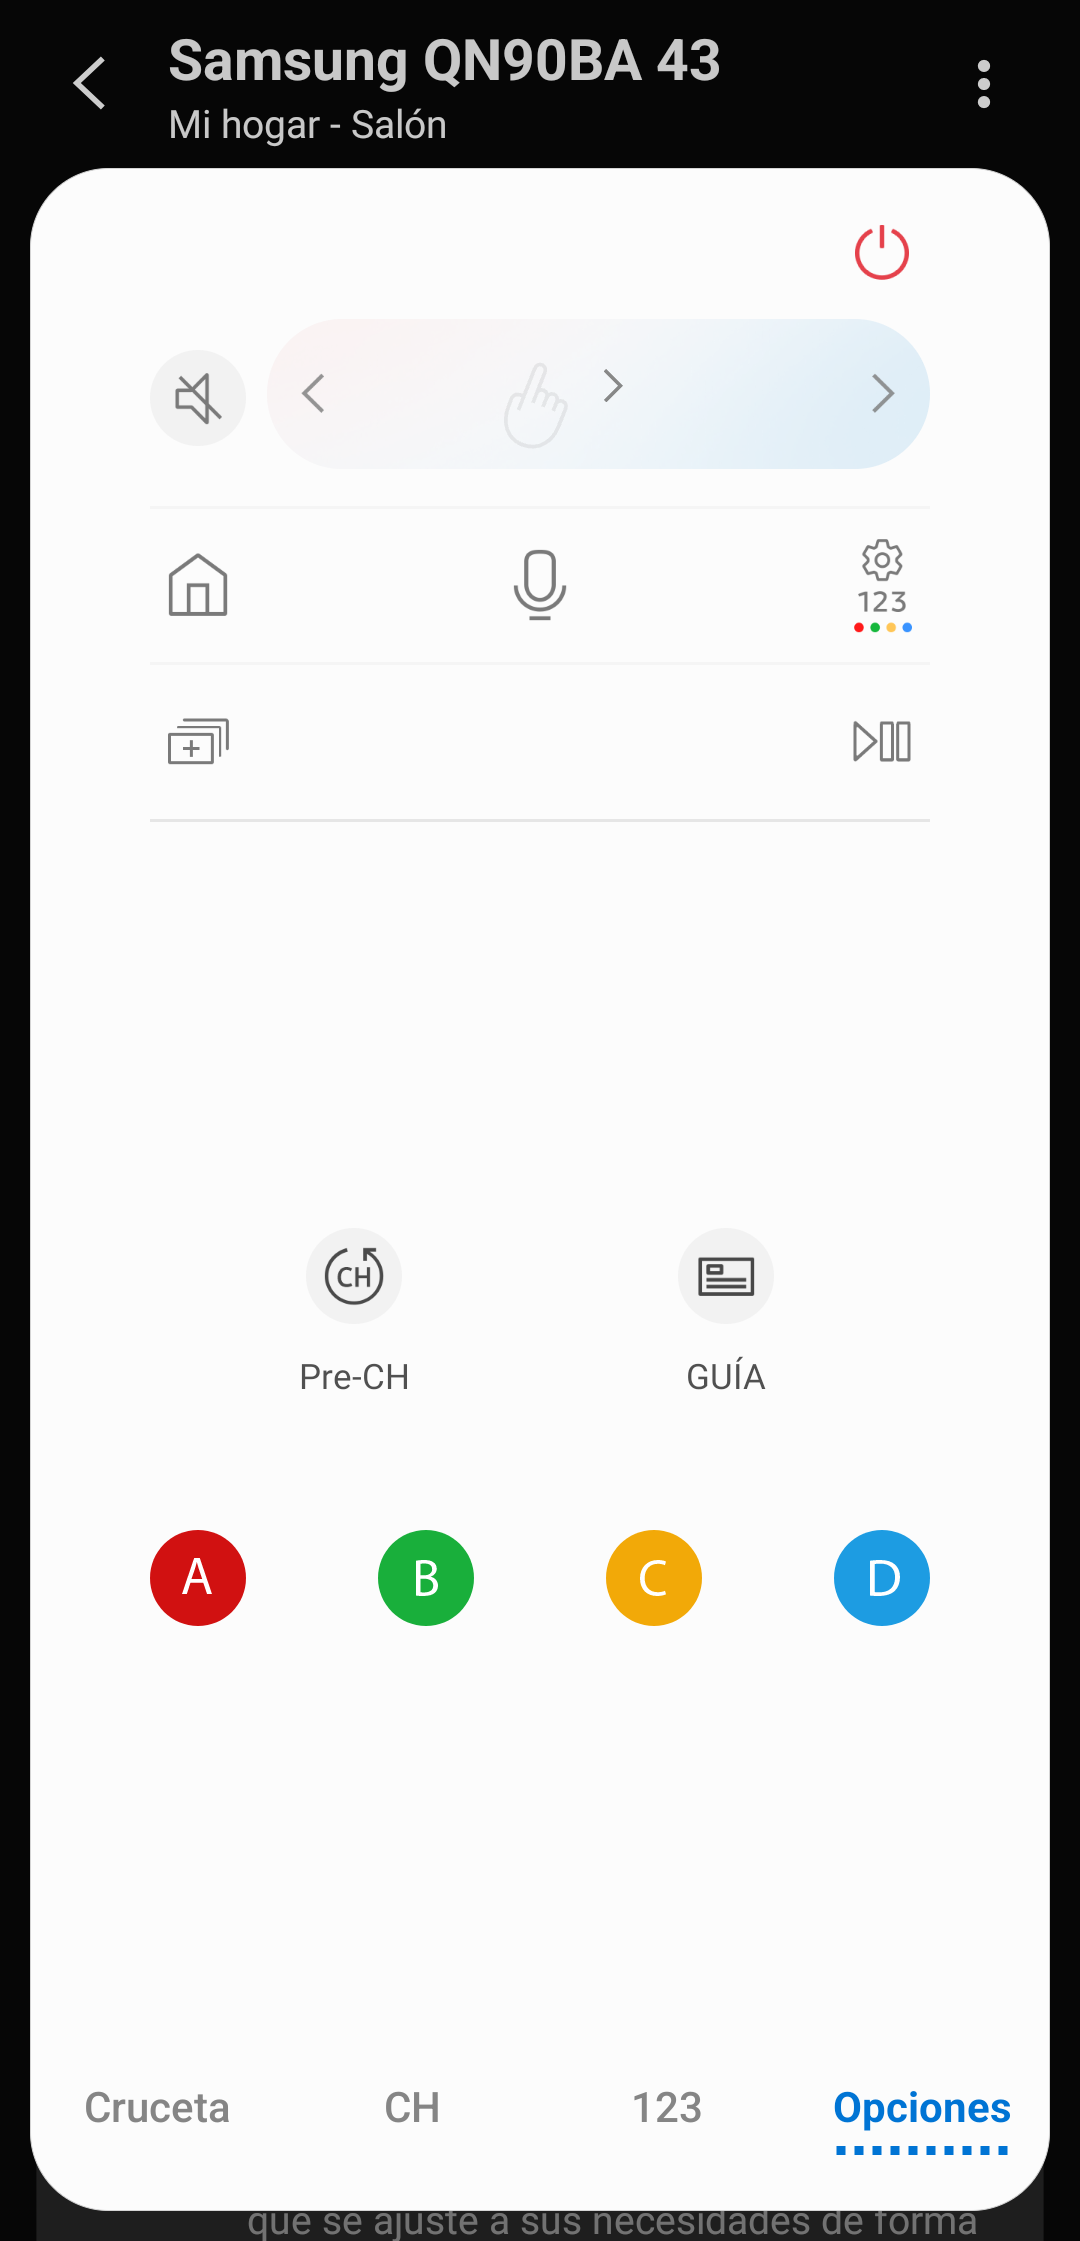 Samsung QN90BA 43
Mi hogar - Salón
123
CH
Pre-CH
GUÍA
A
B
C
D
Cruceta
CH
123
Opciones
que se ajuste a sus necesidades de forma